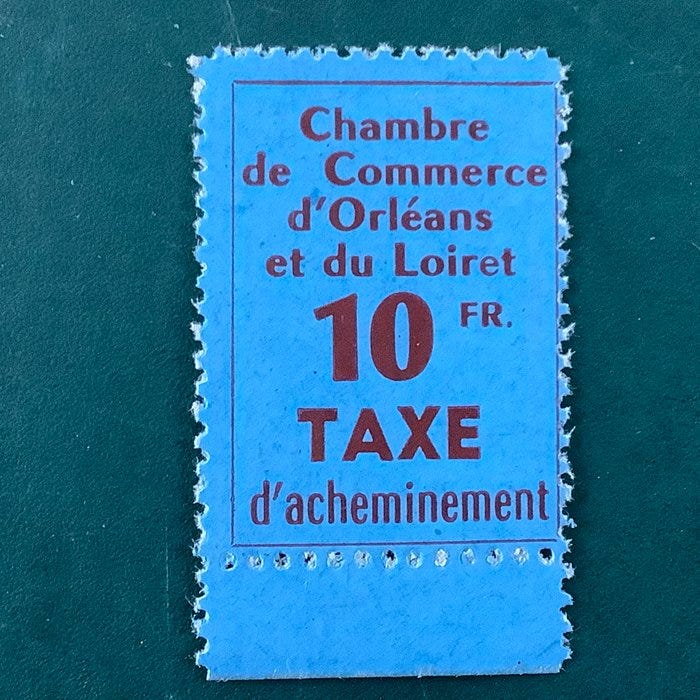 Chambre
de Commerce
d'Orléans
et du Loiret
10 FR.
TAXE
d'acheminement